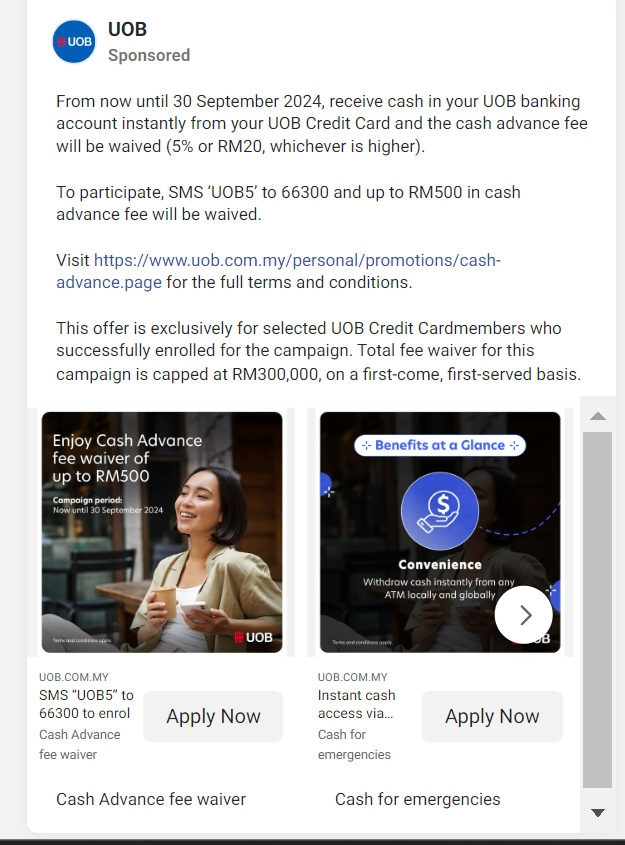 UOB
UOB
Sponsored
From now until 30 September 2024, receive cash in your UOB banking
account instantly from your UOB Credit Card and the cash advance fee
will be waived (5% or RM20, whichever is higher).
To participate, SMS ‘UOB5’ to 66300 and up to RM500 in cash
advance fee will be waived.
Visit https://www.uob.com.my/personal/promotions/cash-
advance.page for the full terms and conditions.
This offer is exclusively for selected UOB Credit Cardmembers who
successfully enrolled for the campaign. Total fee waiver for this
campaign is capped at RM300,000, on a first-come, first-served basis.
Enjoy Cash Advance
fee waiver of
up to RM500
Campaign period:
Now until 30 September 2024
Terms and conditions apply.
UOB
Benefits at a Glance
$
Convenience
Withdraw cash instantly from any
ATM locally and globally
Terms and conditions apply.
OB
UOB.COM.MY
SMS “UOB5” to
66300 to enrol
Cash Advance
fee waiver
Apply Now
Cash Advance fee waiver
UOB.COM.MY
Instant cash
access via...
Cash for
emergencies
Apply Now
Cash for emergencies